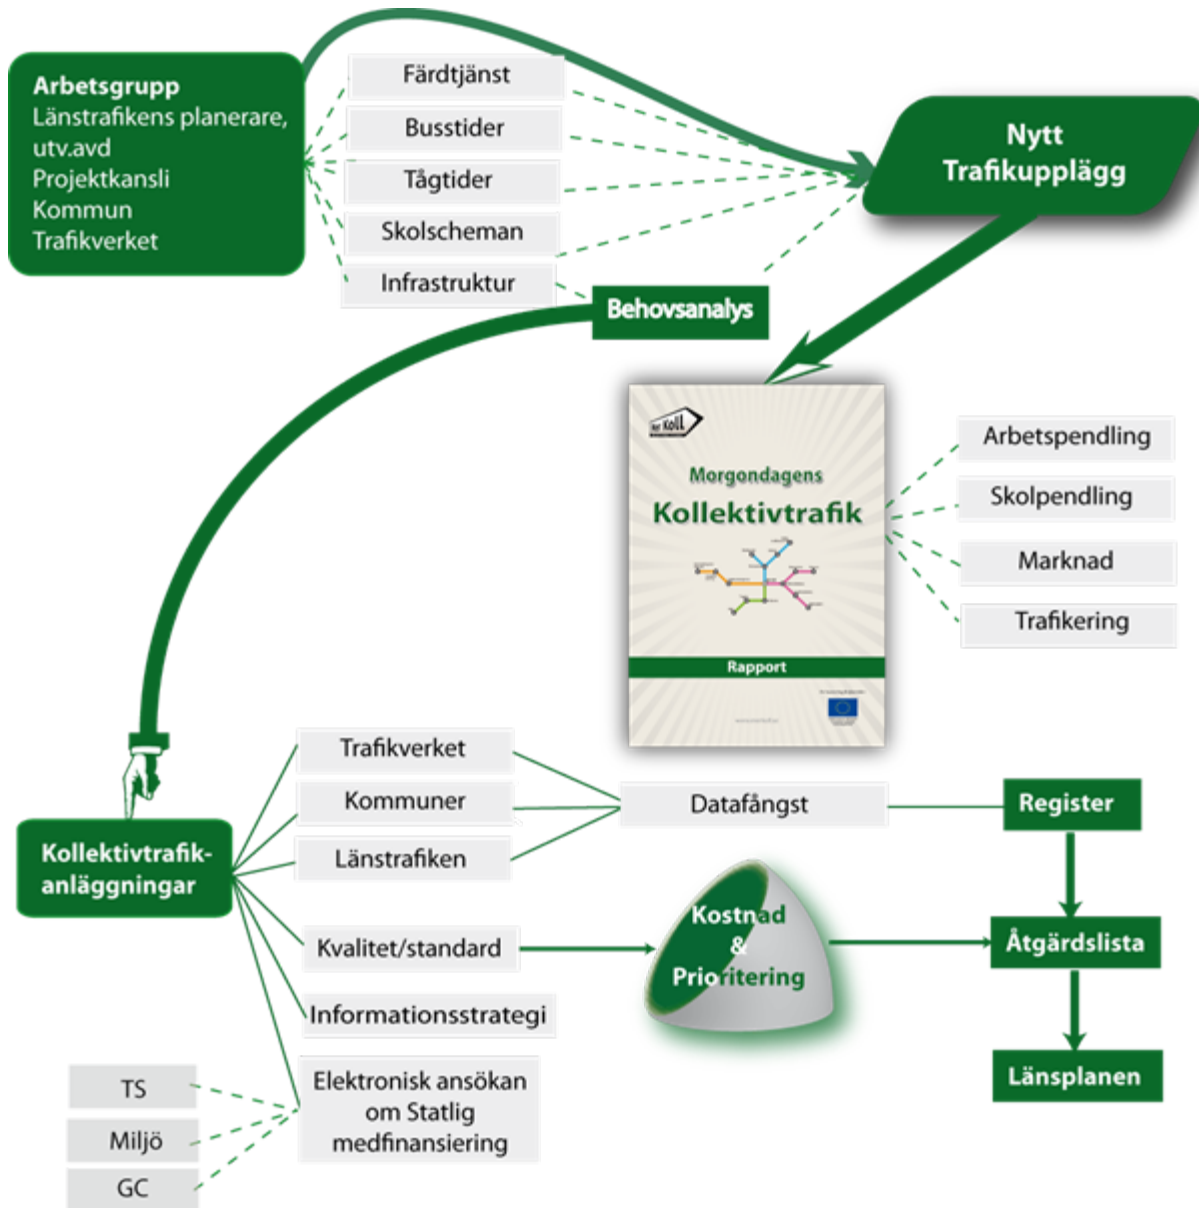 Arbetsgrupp
Länstrafikens planerare,
utv.avd
Projektkansli
Kommun
Trafikverket
Färdtjänst
Busstider
Tågtider
Skolscheman
Infrastruktur
Nytt
Trafikupplägg
Behovsanalys
Koll
Morgondagens
Kollektivtrafik
Rapport
Arbetspendling
Skolpendling
Marknad
Trafikering
Trafikverket
Kommuner
Länstrafiken
Datafångst
Register
Kollektivtrafik-
anläggningar
Kvalitet/standard
Kostnad
&
Prioritering
Åtgärdslista
Informationsstrategi
Elektronisk ansökan
om Statlig
medfinansiering
Länsplanen
TS
Miljö
GC